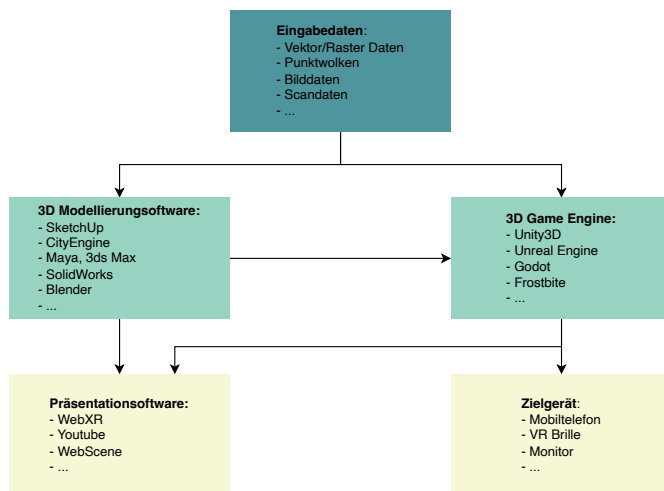 Eingabedaten:
- Vektor/Raster Daten
- Punktwolken
- Bilddaten
- Scandaten
- ...
3D Modellierungsoftware:
- SketchUp
- CityEngine
- Maya, 3ds Max
- SolidWorks
- Blender
- ...
3D Game Engine:
- Unity3D
- Unreal Engine
- Godot
- Frostbite
- ...
Präsentationsoftware:
- WebXR
- Youtube
- WebScene
- ...
Zielgerät:
- Mobiltelefon
- VR Brille
- Monitor
- ...